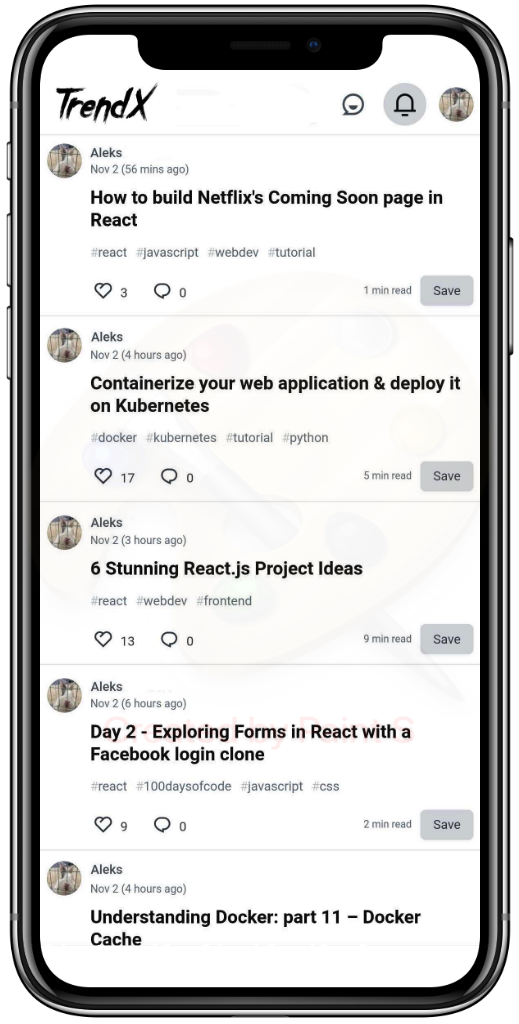 TrendX
Aleks
Nov 2 (56 mins ago)
How to build Netflix's Coming Soon page in
React
#react #javascript #webdev #tutorial
3 0 1 min read Save
Aleks
Nov 2 (4 hours ago)
Containerize your web application & deploy it
on Kubernetes
#docker #kubernetes #tutorial #python
17 0 5 min read Save
Aleks
Nov 2 (3 hours ago)
6 Stunning React.js Project Ideas
#react #webdev #frontend
13 0 9 min read Save
Aleks
Nov 2 (6 hours ago)
Created by Paint S
Day 2 - Exploring Forms in React with a
Facebook login clone
#react #100daysofcode #javascript #css
9 0 2 min read Save
Aleks
Nov 2 (4 hours ago)
Understanding Docker: part 11 – Docker
Cache